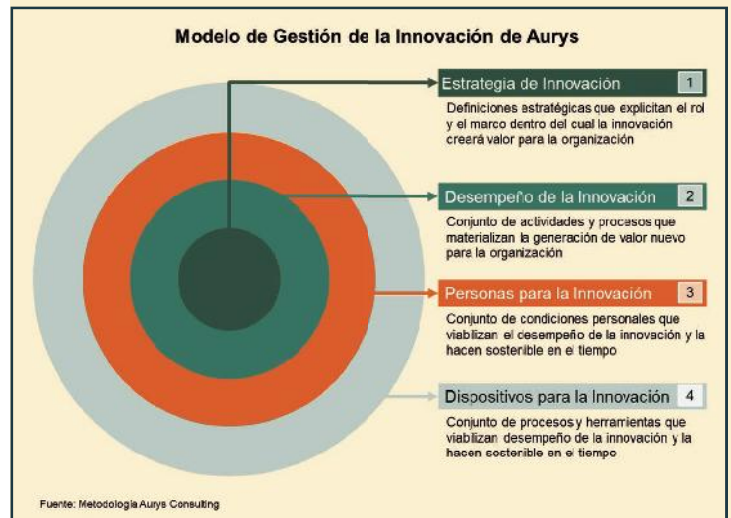 Modelo de Gestión de la Innovación de Aurys
Estrategia de Innovación 1
Definiciones estratégicas que explicitan el rol
y el marco dentro del cual la innovación
creará valor para la organización
Desempeño de la Innovación 2
Conjunto de actividades y procesos que
materializan la generación de valor nuevo
para la organización
Personas para la Innovación 3
Conjunto de condiciones personales que
viablizan el desempeño de la innovación y la
hacen sostenible en el tiempo
Dispositivos para la Innovación 4
Conjunto de procesos y herramientas que
viablizan desempeño de la innovación y la
hacen sostenible en el tiempo
Fuente: Metodología Aurys Consulting